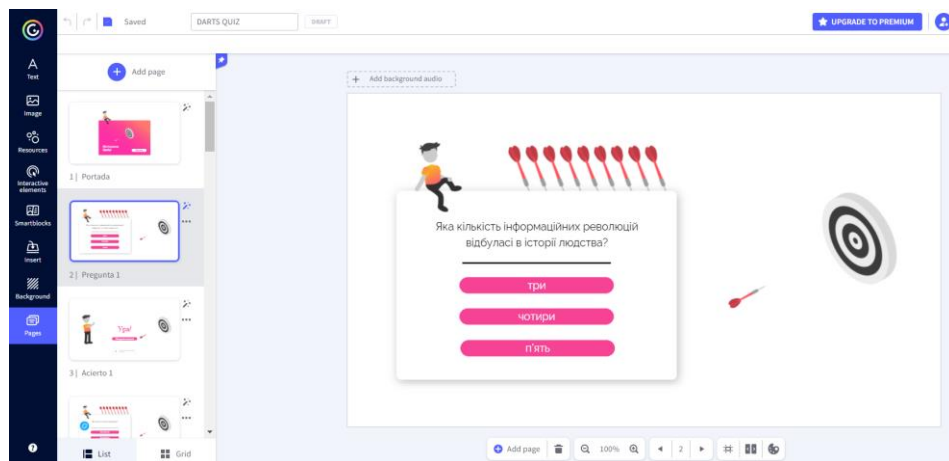 Saved
DARTS QUIZ
DRAFT
UPGRADE TO PREMIUM
Text
Image
Resources
Interactive
elements
Smartblocks
Insert
Background
Pages
Add page
1| Portada
2| Pregunta 1
Ура!
3| Acierto 1
List
Grid
+ Add background audio
Яка кількість інформаційних революцій
відбуласі в історії людства?
три
чотири
п'ять
Add page
100%
2